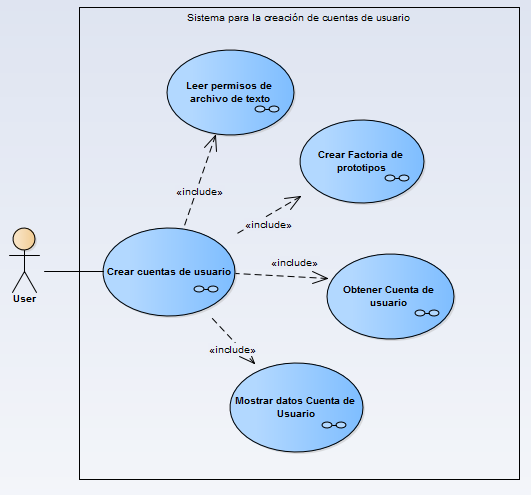 Sistema para la creación de cuentas de usuario
Leer permisos de
archivo de texto
Crear Factoria de
prototipos
«include»
«include»
Crear cuentas de usuario
«include»
Obtener Cuenta de
usuario
User
«include»
Mostrar datos Cuenta de
Usuario